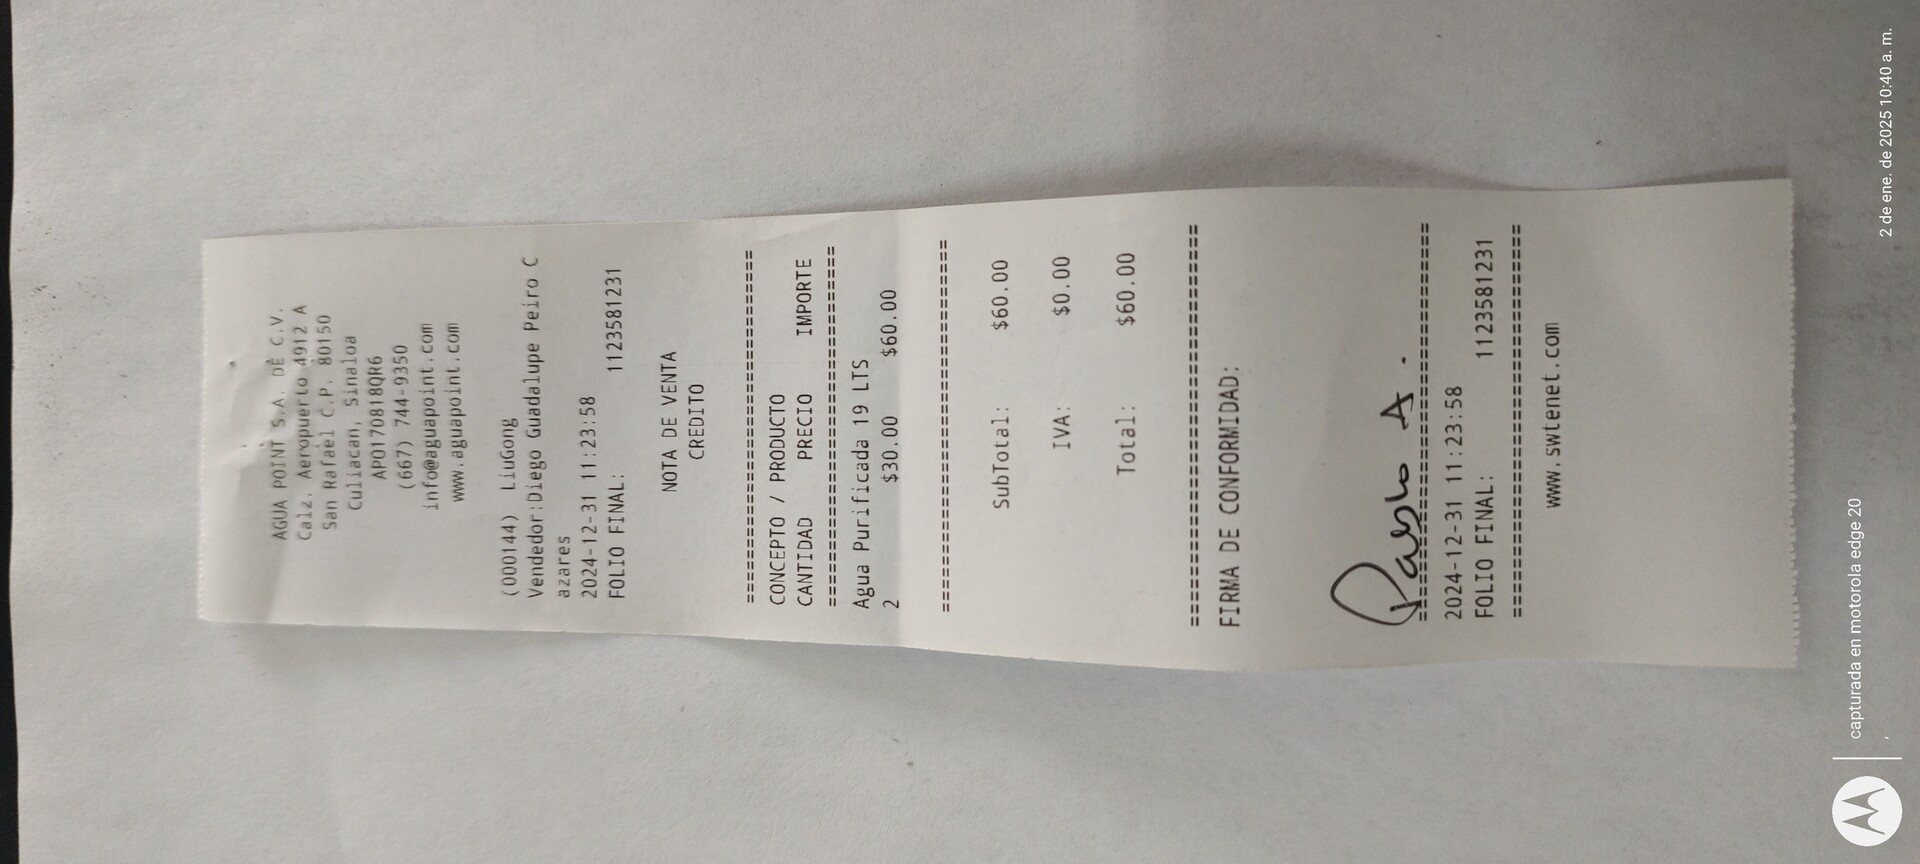 AGUA POINT S.A. DE C.V.
Calz. Aeropuerto 4912 A
San Rafael C.P. 80150
Culiacan, Sinaloa
APO170818QR6
(667) 744-9350
info@aguapoint.com
www.aguapoint.com
(000144) LiuGong
Vendedor:Diego Guadalupe Peiro C
azares
2024-12-31 11:23:58
FOLIO FINAL: 1123581231
NOTA DE VENTA
CREDITO
================================
CONCEPTO / PRODUCTO
CANTIDAD PRECIO IMPORTE
================================
Agua Purificada 19 LTS
2 $30.00 $60.00
================================
SubTotal: $60.00
IVA: $0.00
Total: $60.00
================================
FIRMA DE CONFORMIDAD:
Pablo A.
================================
2024-12-31 11:23:58
FOLIO FINAL: 1123581231
================================
www.swtenet.com
capturada en motorola edge 20
,
2 de ene. de 2025 10:40 a. m.